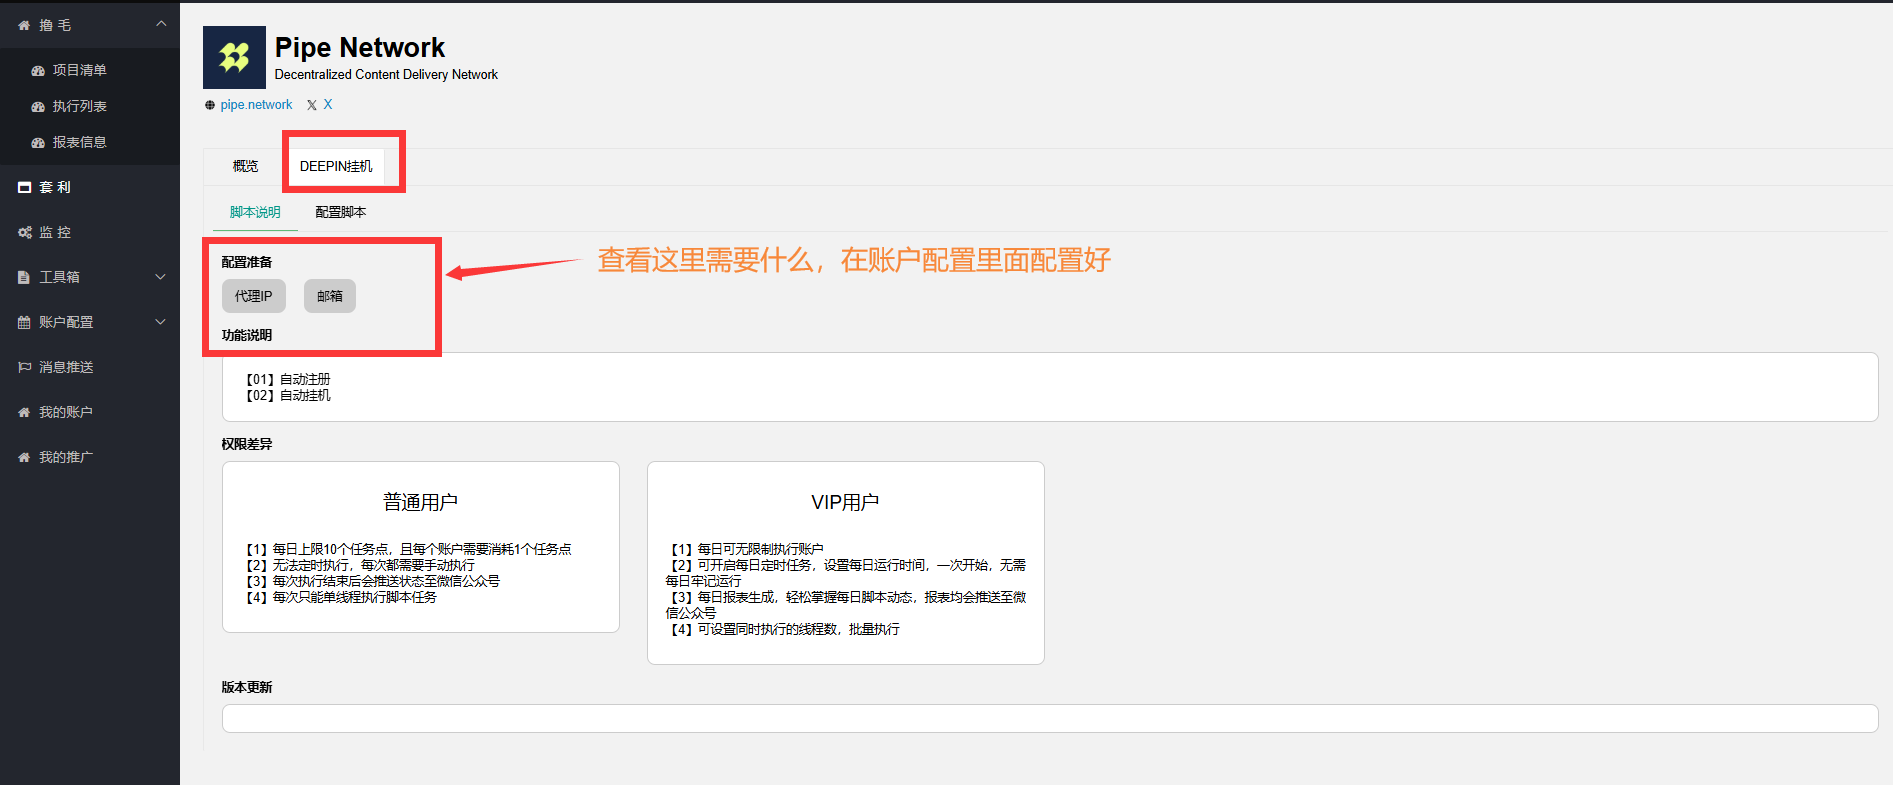 撸 毛
项目清单
执行列表
报表信息
套 利
监 控
工具箱
账户配置
消息推送
我的账户
我的推广
Pipe Network
Decentralized Content Delivery Network
pipe.network X
概览 DEEPIN挂机
脚本说明 配置脚本
配置准备
代理IP 邮箱
查看这里需要什么，在账户配置里面配置好
功能说明
【01】自动注册
【02】自动挂机
权限差异
普通用户
【1】每日上限10个任务点，且每个账户需要消耗1个任务点
【2】无法定时执行，每次都需要手动执行
【3】每次执行结束后会推送状态至微信公众号
【4】每次只能单线程执行脚本任务
VIP用户
【1】每日可无限制执行账户
【2】可开启每日定时任务，设置每日运行时间，一次开始，无需
每日牢记运行
【3】每日报表生成，轻松掌握每日脚本动态，报表均会推送至微
信公众号
【4】可设置同时执行的线程数，批量执行
版本更新